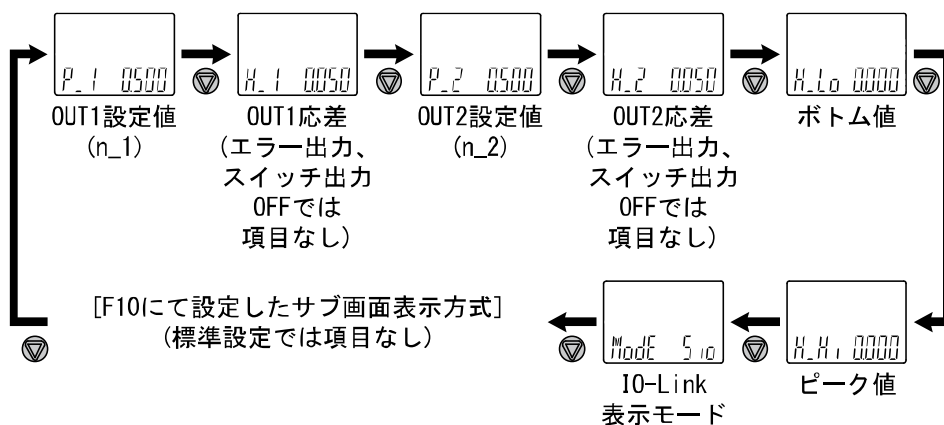 P_1 0.500
OUT1設定値
(n_1)
H_1 0.050
OUT1応差
(エラー出力、
スイッチ出力
OFFでは
項目なし)
P_2 0.500
OUT2設定値
(n_2)
H_2 0.050
OUT2応差
(エラー出力、
スイッチ出力
OFFでは
項目なし)
H_Lo 0.000
ボトム値
H_Hi 0.000
ピーク値
ModE Sio
IO-Link
表示モード
[F10にて設定したサブ画面表示方式]
(標準設定では項目なし)